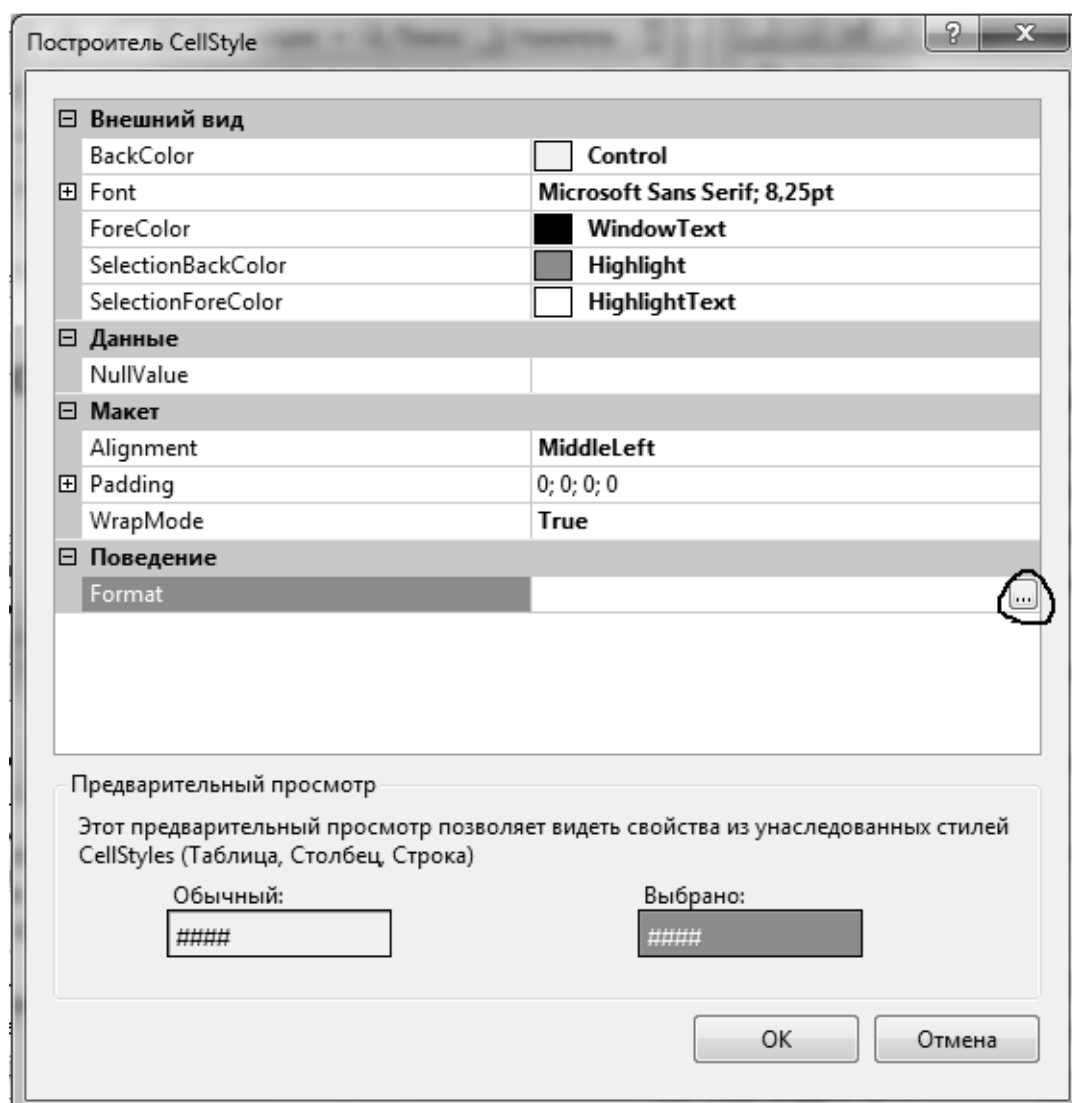 Построитель CellStyle
Внешний вид
BackColor Control
Font Microsoft Sans Serif; 8,25pt
ForeColor WindowText
SelectionBackColor Highlight
SelectionForeColor HighlightText
Данные
NullValue
Макет
Alignment MiddleLeft
Padding 0; 0; 0; 0
WrapMode True
Поведение
Format ...
Предварительный просмотр
Этот предварительный просмотр позволяет видеть свойства из унаследованных стилей
CellStyles (Таблица, Столбец, Строка)
Обычный: Выбрано:
#### ####
OK Отмена